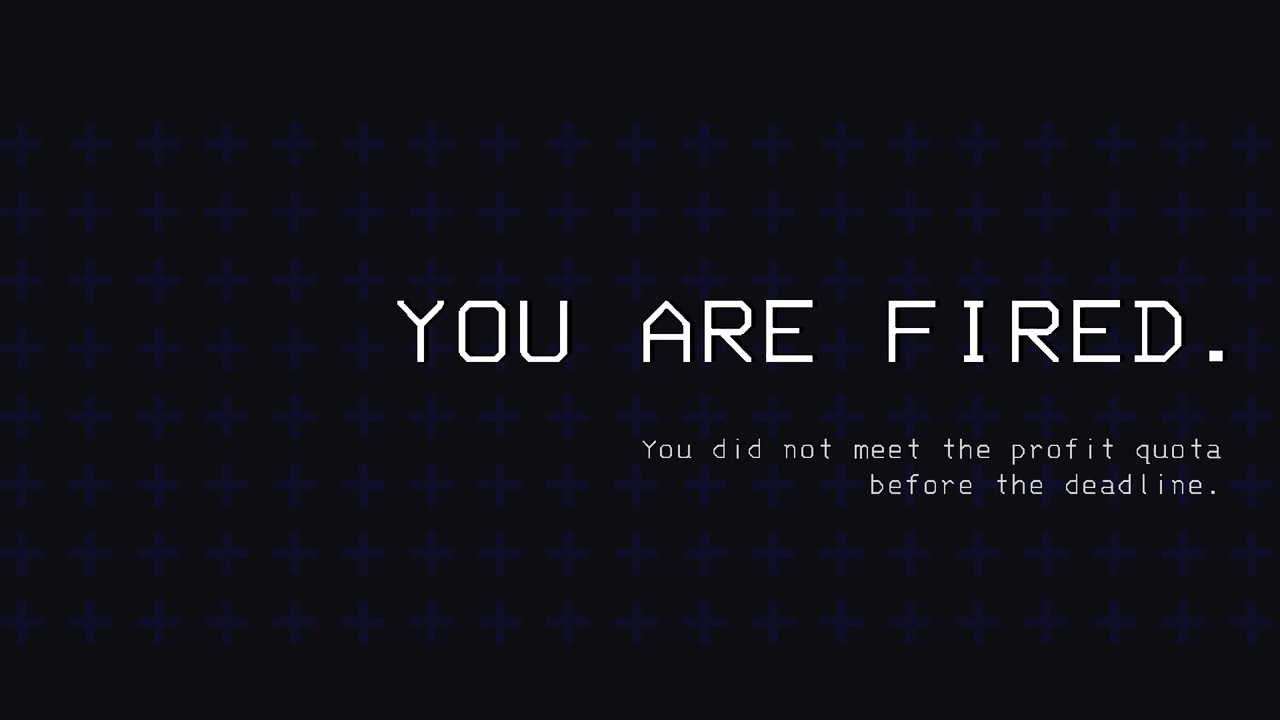 YOU ARE FIRED.
You did not meet the profit quota
before the deadline.